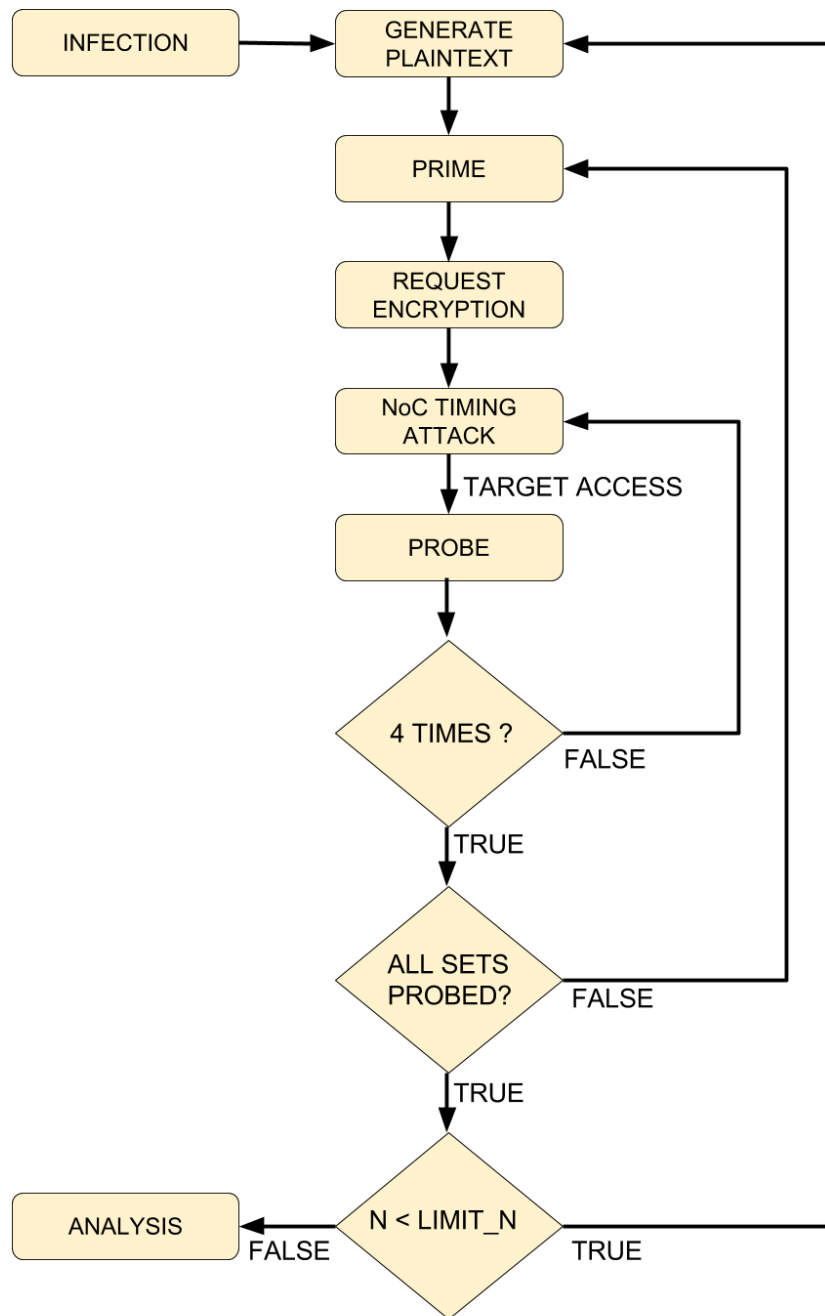 INFECTION
GENERATE
PLAINTEXT
PRIME
REQUEST
ENCRYPTION
NoC TIMING
ATTACK
TARGET ACCESS
PROBE
4 TIMES ?
FALSE
TRUE
ALL SETS
PROBED?
FALSE
TRUE
N < LIMIT_N
ANALYSIS
FALSE
TRUE